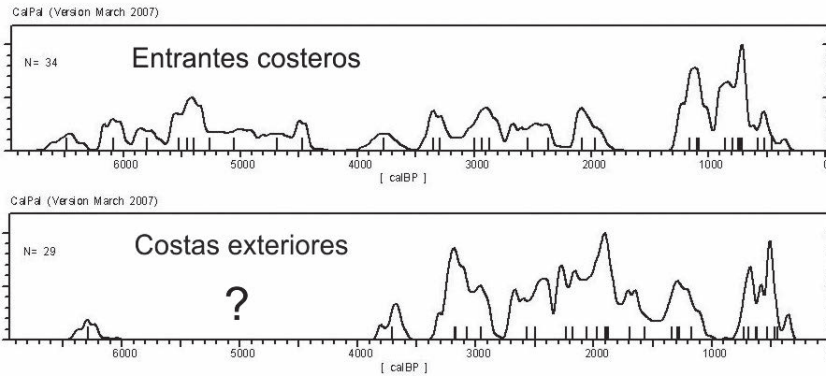 CalPal (Version March 2007)
N= 34
Entrantes costeros
6000 5000 4000 3000 2000 1000 0
[ calBP ]
CalPal (Version March 2007)
N= 29
Costas exteriores
?
6000 5000 4000 3000 2000 1000
[ calBP ]